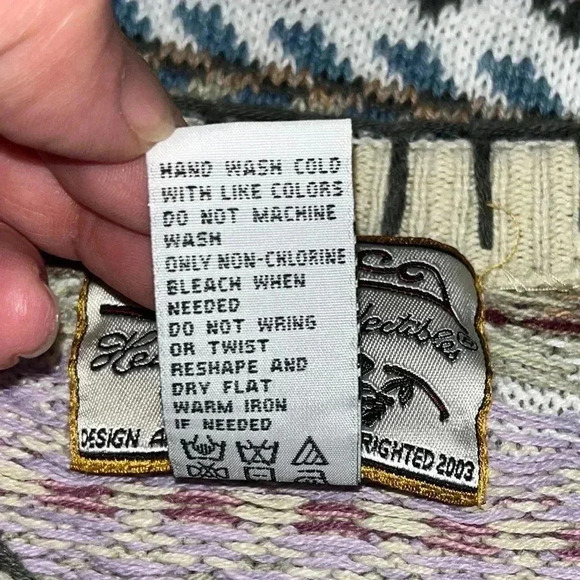 HAND WASH COLD
WITH LIKE COLORS
DO NOT MACHINE
WASH
ONLY NON-CHLORINE
BLEACH WHEN
NEEDED
DO NOT WRING
OR TWIST
RESHAPE AND
DRY FLAT
WARM IRON
IF NEEDED
DESIGN A
RIGHTED 2003